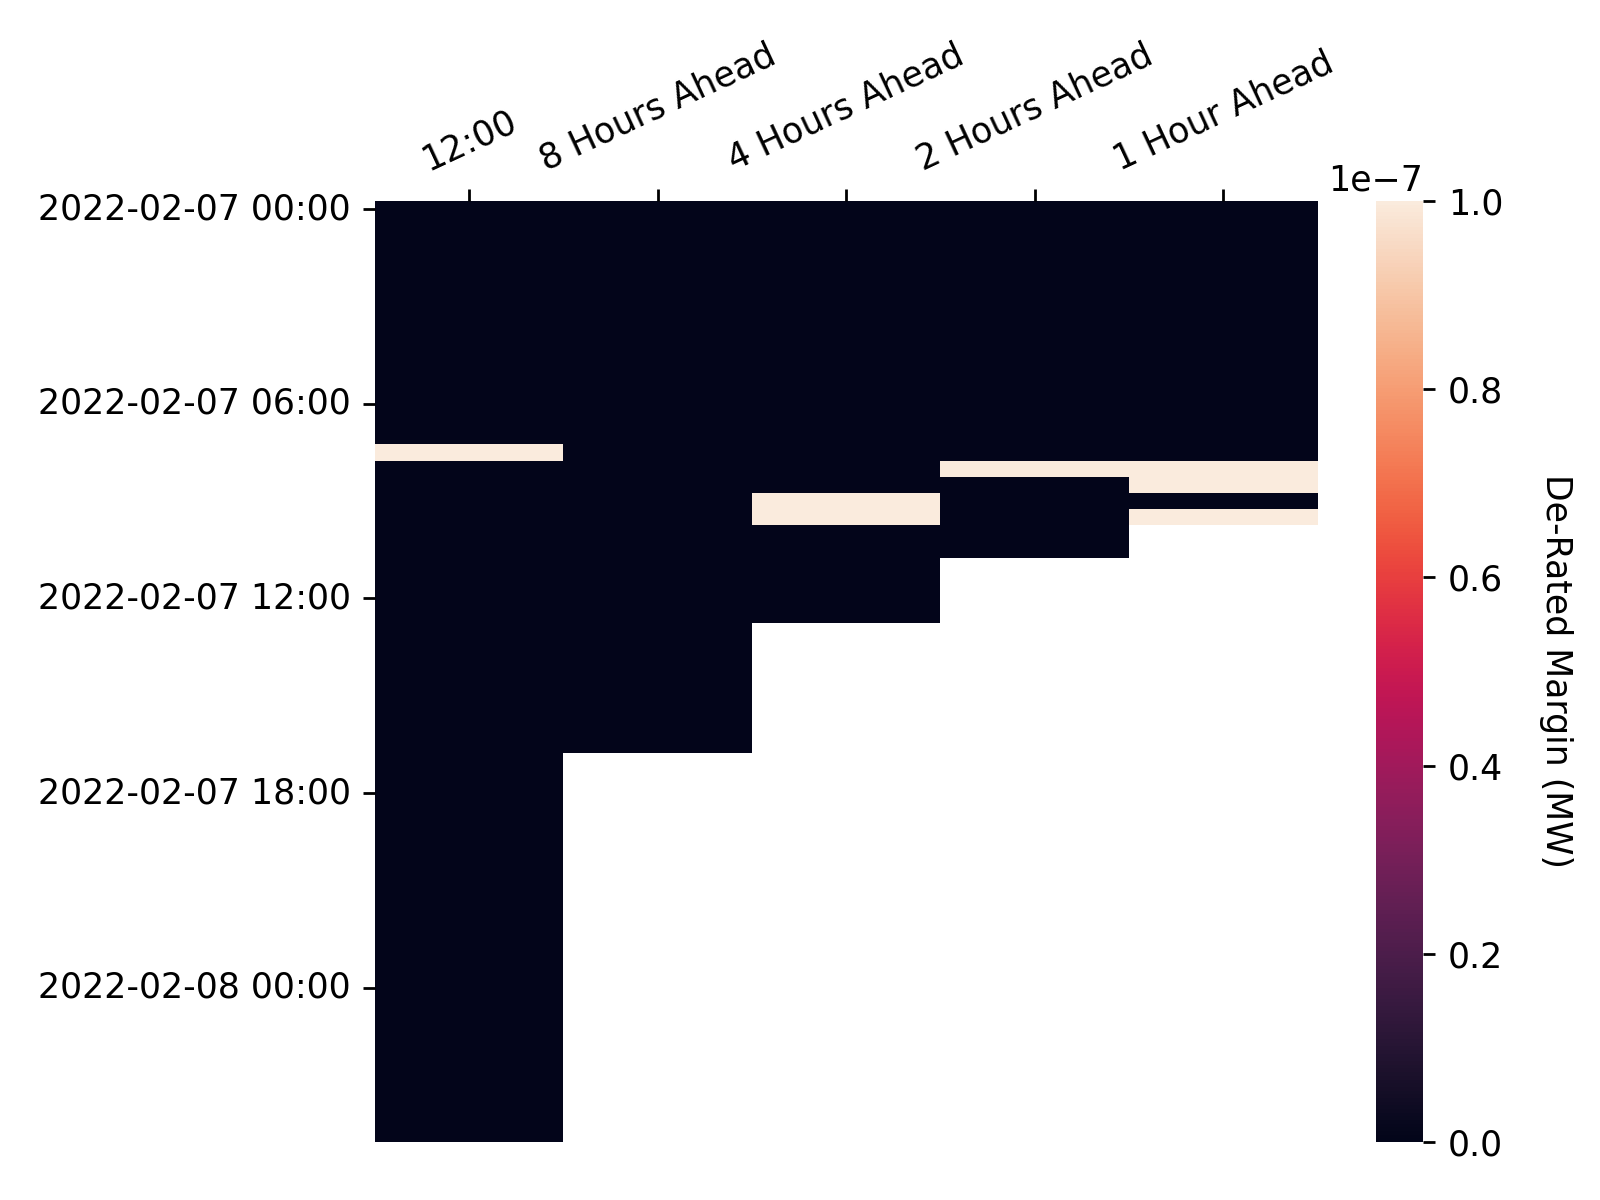 12:00
8 Hours Ahead
4 Hours Ahead
2 Hours Ahead
1 Hour Ahead
2022-02-07 00:00
2022-02-07 06:00
2022-02-07 12:00
2022-02-07 18:00
2022-02-08 00:00
1e−7
1.0
0.8
0.6
0.4
0.2
0.0
De-Rated Margin (MW)